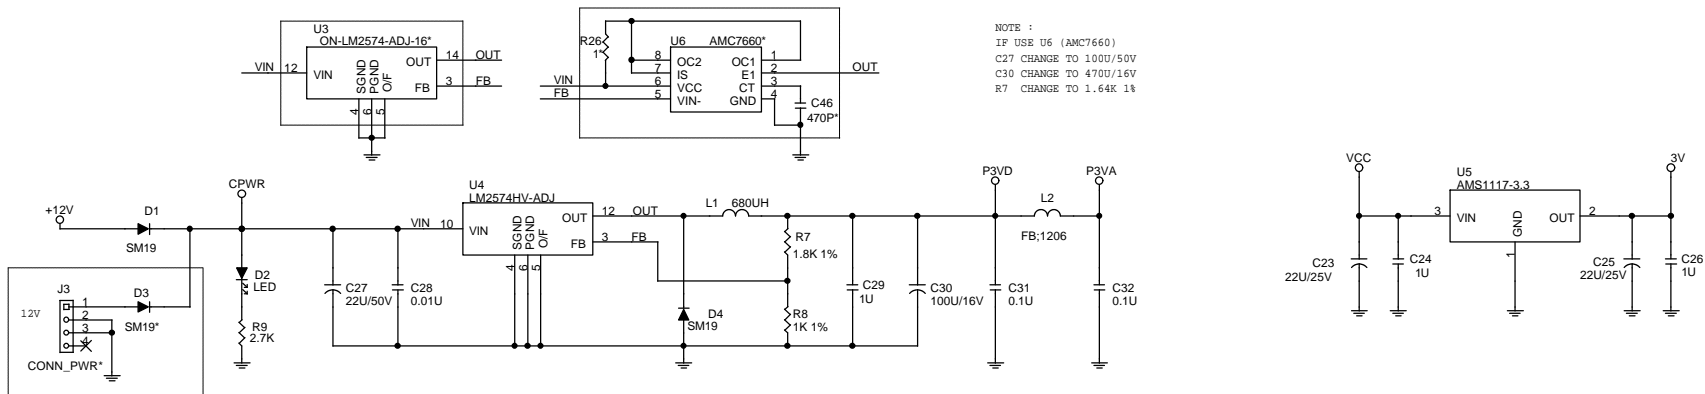 U3
ON-LM2574-ADJ-16*
VIN 12 VIN OUT 14 OUT
FB 3 FB
SGND PGND O/F
4 6 5
R26
1*
U6 AMC7660*
8 OC2 OC1 1
7 IS E1 2 OUT
VIN 6 VCC CT 3
FB 5 VIN- GND 4
C46
470P*
NOTE :
IF USE U6 (AMC7660)
C27 CHANGE TO 100U/50V
C30 CHANGE TO 470U/16V
R7 CHANGE TO 1.64K 1%
+12V
D1
SM19
CPWR
D2
LED
R9
2.7K
J3
12V
1
2
3
4
D3
SM19*
CONN_PWR*
C27
22U/50V
C28
0.01U
U4
LM2574HV-ADJ
VIN 10 VIN OUT 12 OUT
FB 3 FB
SGND PGND O/F
4 6 5
D4
SM19
L1 680UH
R7
1.8K 1%
R8
1K 1%
C29
1U
C30
100U/16V
P3VD
C31
0.1U
L2
FB;1206
P3VA
C32
0.1U
VCC
C23
22U/25V
C24
1U
U5
AMS1117-3.3
3 VIN OUT 2
GND
1
C25
22U/25V
3V
C26
1U